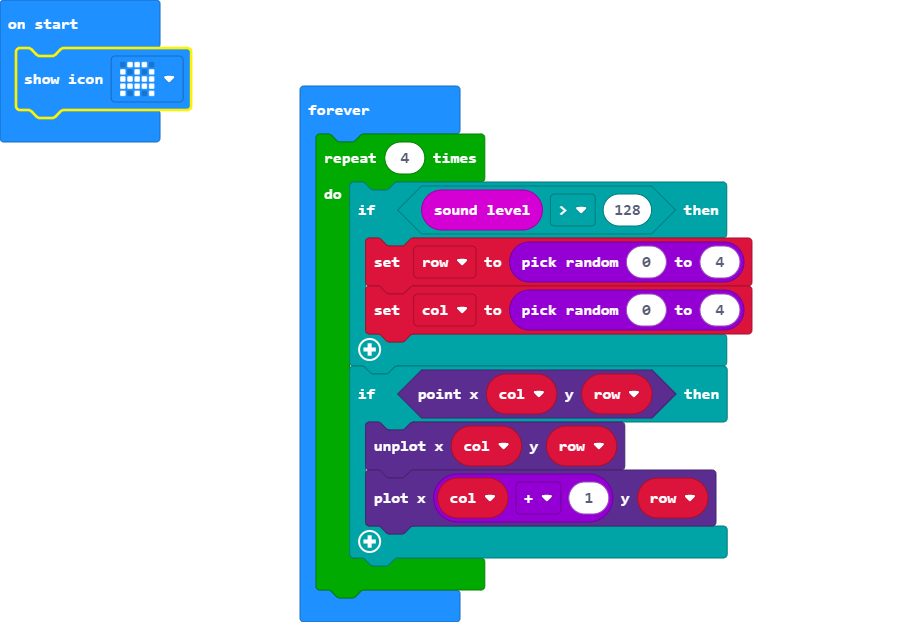 on start
show icon
forever
repeat 4 times
do
if sound level > 128 then
set row to pick random 0 to 4
set col to pick random 0 to 4
if point x col y row then
unplot x col y row
plot x col + 1 y row